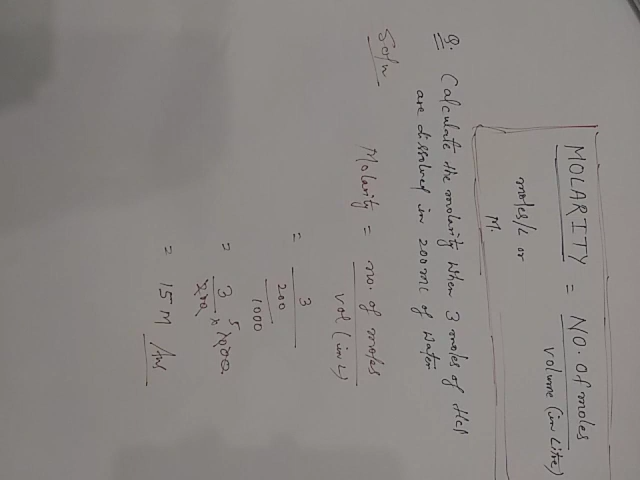 MOLARITY = No. of moles
volume (in Litre)
moles/L or
M.
Q. Calculate the molarity when 3 moles of HCl
are dissolved in 200 ml of Water
Soln Molarity = no. of moles
vol (in L)
= 3
200
1000
= 3 × 1000 5
200
= 15 M Ans